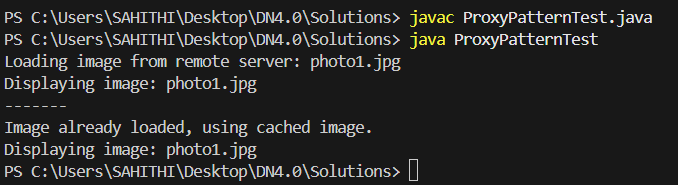 PS C:\Users\SAHITHI\Desktop\DN4.0\Solutions> javac ProxyPatternTest.java
PS C:\Users\SAHITHI\Desktop\DN4.0\Solutions> java ProxyPatternTest
Loading image from remote server: photo1.jpg
Displaying image: photo1.jpg
-------
Image already loaded, using cached image.
Displaying image: photo1.jpg
PS C:\Users\SAHITHI\Desktop\DN4.0\Solutions>